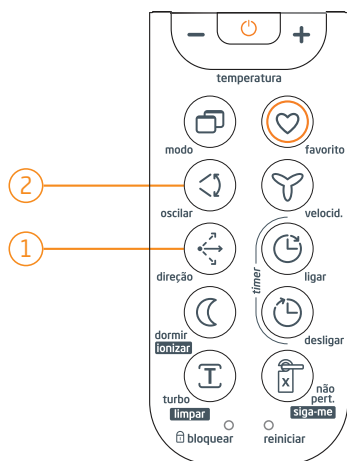 temperatura
modo
favorito
2
oscilar
velocid.
1
direção
timer
ligar
dormir
ionizar
desligar
T
turbo
limpar
X
não
pert.
siga-me
bloquear
reiniciar